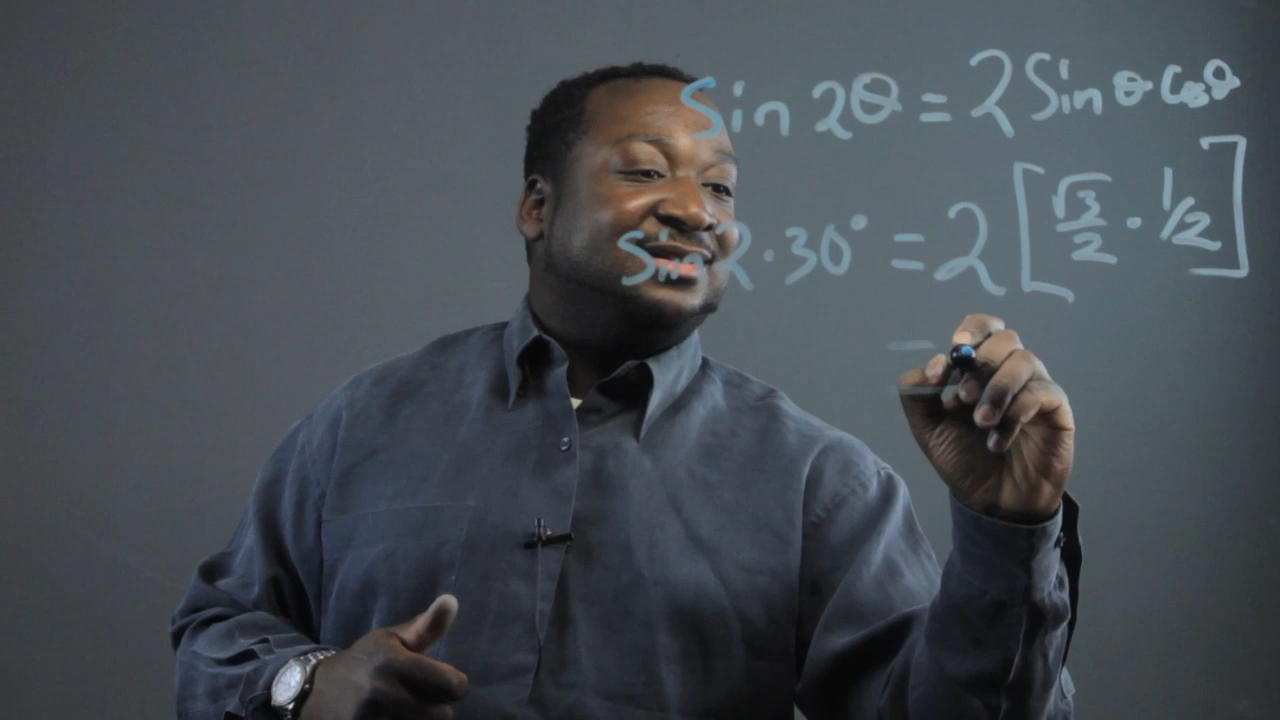 Sin 2θ = 2 Sin θ Cos θ
Sin 2·30° = 2 [√3/2 · 1/2]
=